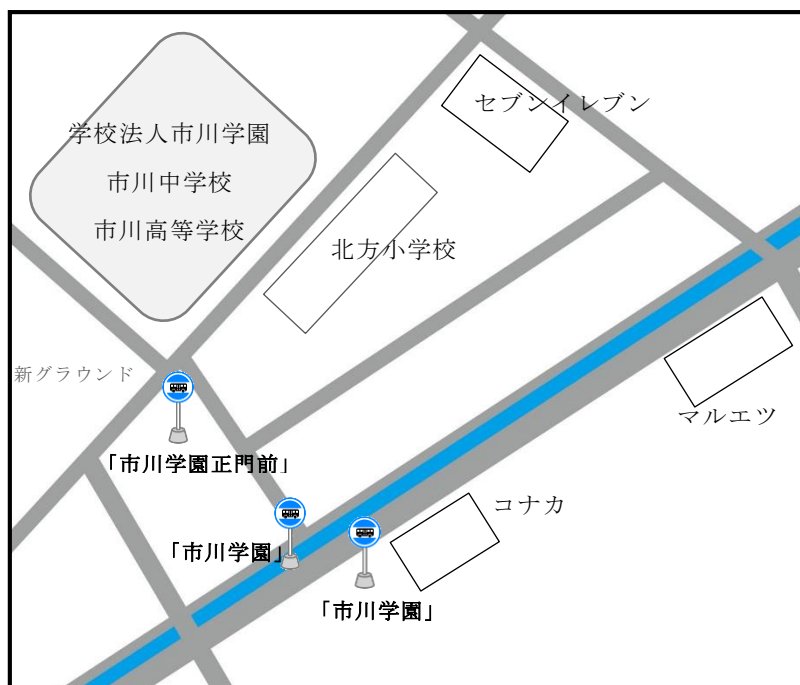 セブンイレブン
学校法人市川学園
市川中学校
市川高等学校
北方小学校
新グラウンド
マルエツ
「市川学園正門前」
コナカ
「市川学園」
「市川学園」